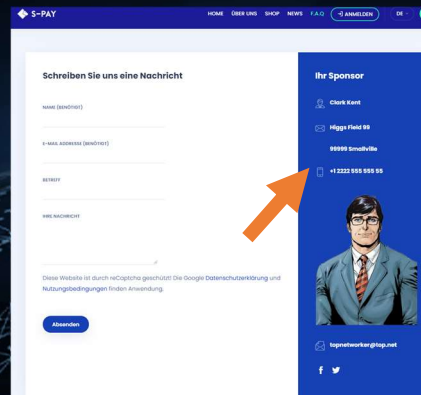 S-PAY
HOME ÜBER UNS SHOP NEWS F.A.Q ANMELDEN DE
Schreiben Sie uns eine Nachricht
NAME (BENÖTIGT)
E-MAIL ADDRESSE (BENÖTIGT)
BETREFF
IHRE NACHRICHT
Diese Website ist durch reCaptcha geschützt! Die Google Datenschutzerklärung und
Nutzungsbedingungen finden Anwendung.
Absenden
Ihr Sponsor
Clark Kent
Higgs Field 99
99999 Smallville
+1 2222 555 555 55
topnetworker@top.net